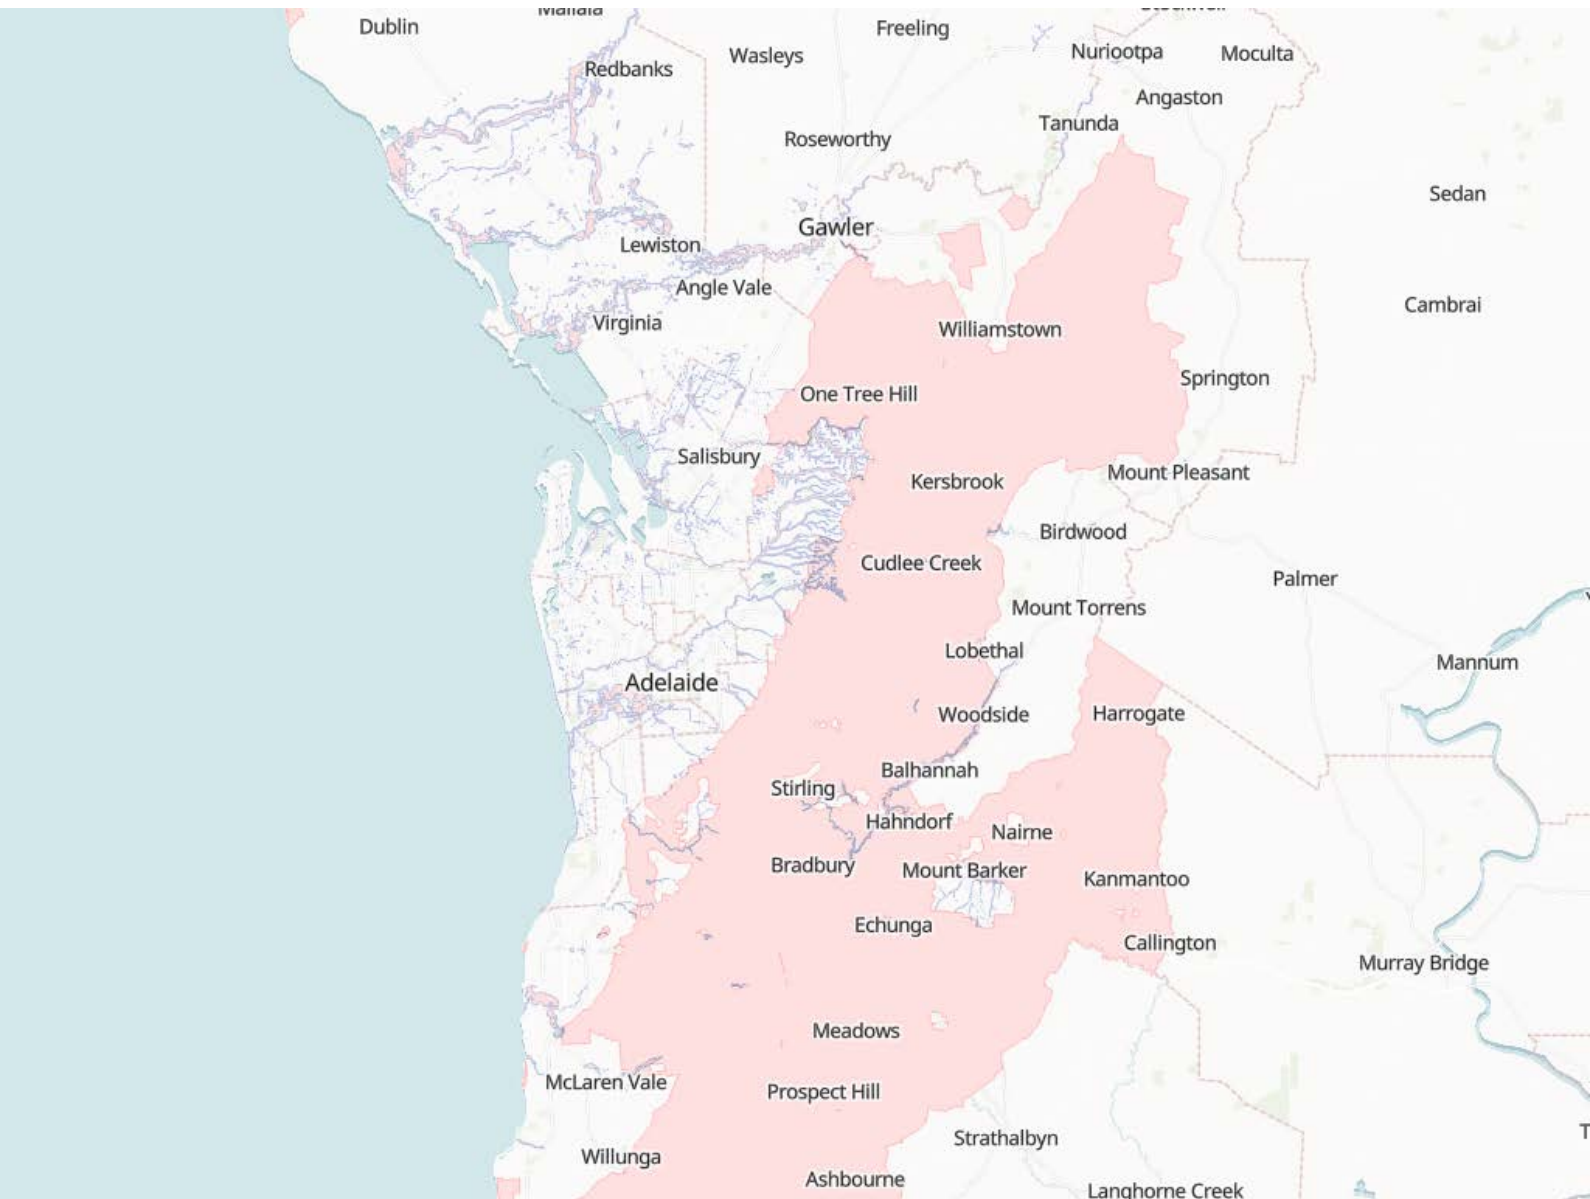 Mallala
Dublin
Freeling
Wasleys
Nuriootpa
Moculta
Redbanks
Angaston
Tanunda
Roseworthy
Sedan
Gawler
Lewiston
Angle Vale
Cambrai
Virginia
Williamstown
Springton
One Tree Hill
Salisbury
Mount Pleasant
Kersbrook
Birdwood
Cudlee Creek
Palmer
Mount Torrens
Lobethal
Mannum
Adelaide
Woodside
Harrogate
Balhannah
Stirling
Hahndorf
Nairne
Bradbury
Mount Barker
Kanmantoo
Echunga
Callington
Murray Bridge
Meadows
McLaren Vale
Prospect Hill
Strathalbyn
Willunga
Ashbourne
Langhorne Creek